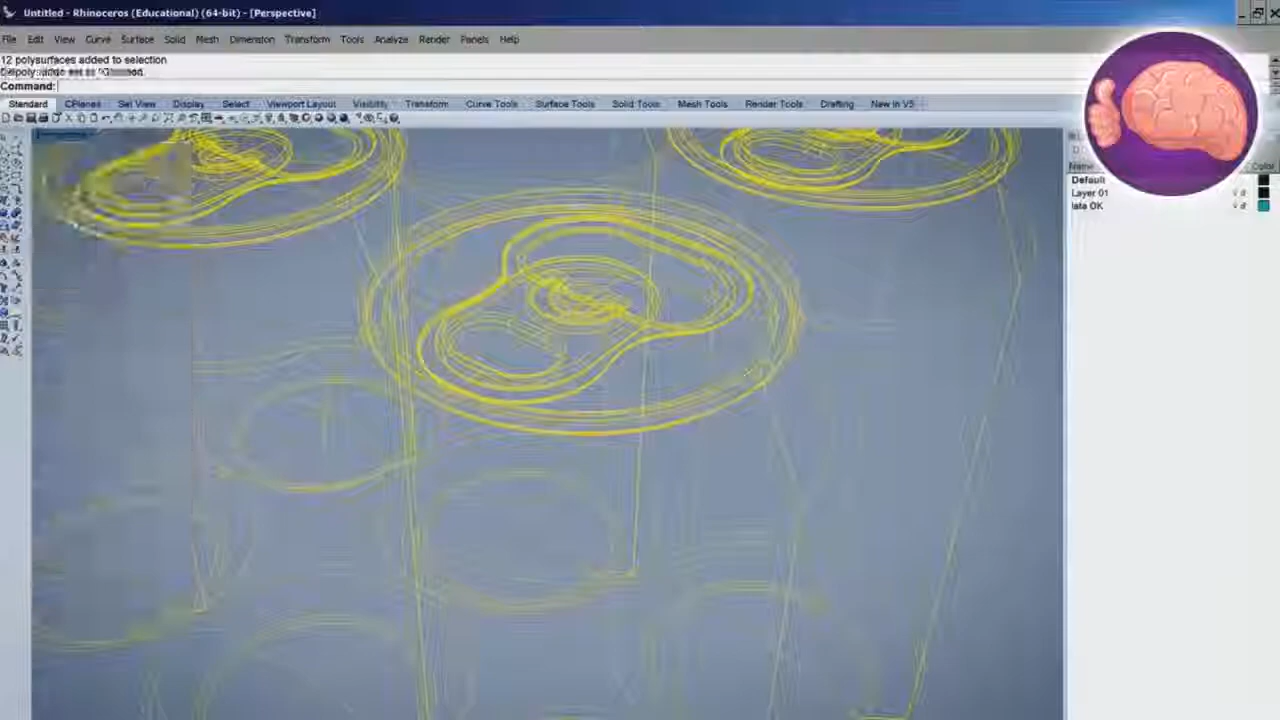 Untitled - Rhinoceros (Educational) (64-bit) - [Perspective]
File Edit View Curve Surface Solid Mesh Dimension Transform Tools Analyze Render Panels Help
12 polysurfaces added to selection
Command:
Standard CPlanes Set View Display Select Viewport Layout Visibility Transform Curve Tools Surface Tools Solid Tools Mesh Tools Render Tools Drafting New in V5
Name Color
Default
Layer 01
lata OK